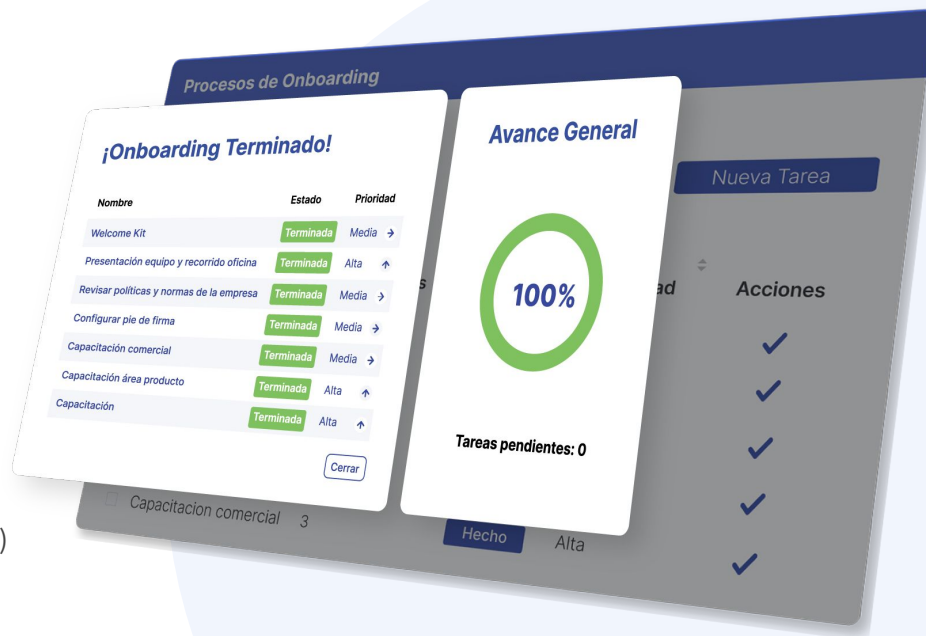 Procesos de Onboarding
¡Onboarding Terminado!
Nombre Estado Prioridad
Welcome Kit Terminada Media
Presentación equipo y recorrido oficina Terminada Alta
Revisar políticas y normas de la empresa Terminada Media
Configurar pie de firma Terminada Media
Capacitación comercial Terminada Media
Capacitación área producto Terminada Alta
Capacitación Terminada Alta
Cerrar
Avance General
100%
Tareas pendientes: 0
Nueva Tarea
s
ad Acciones
Capacitacion comercial 3 Hecho Alta
)